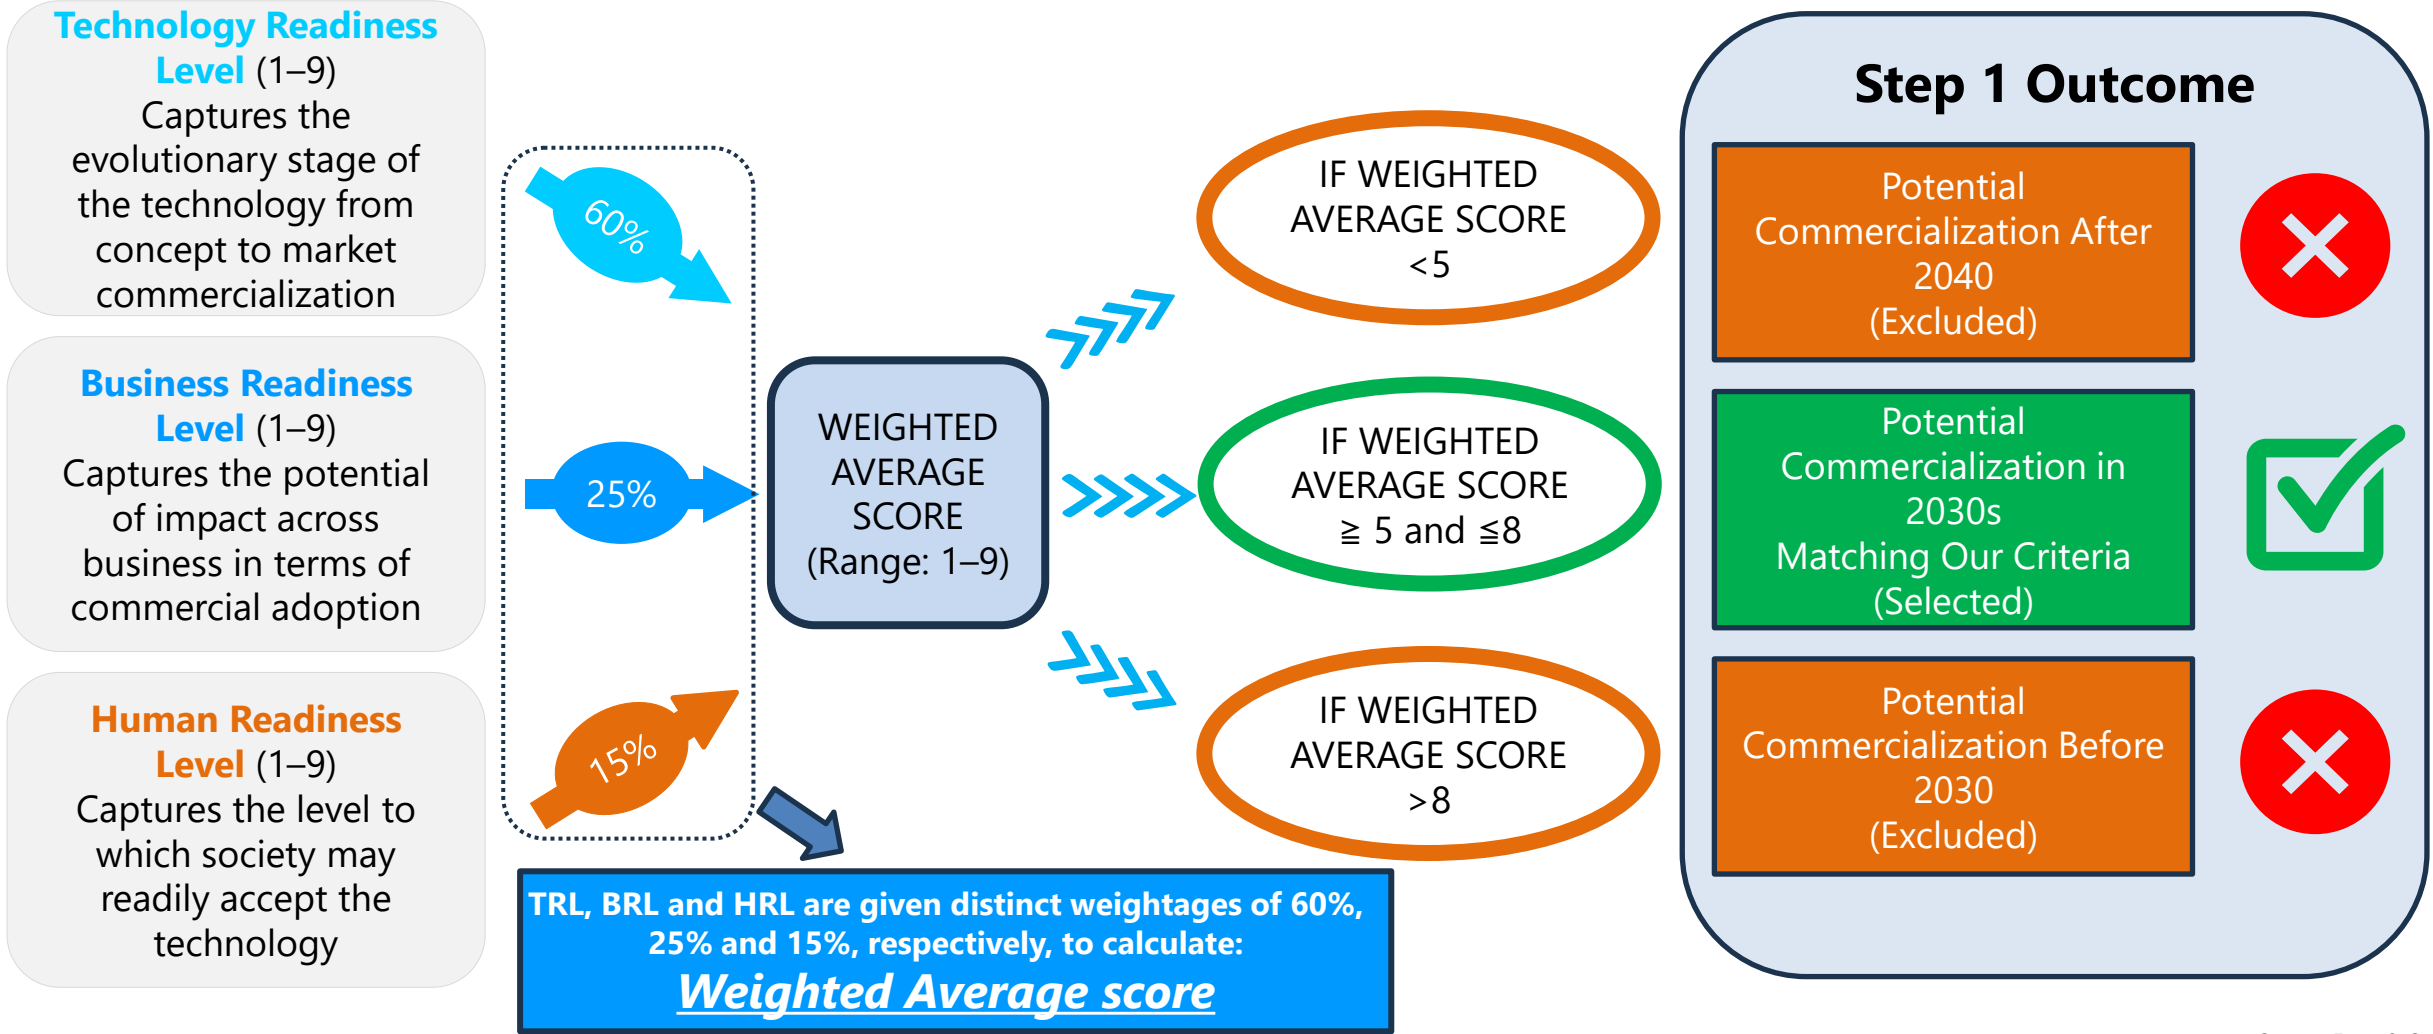 Technology Readiness
Level (1–9)
Captures the
evolutionary stage of
the technology from
concept to market
commercialization
Business Readiness
Level (1–9)
Captures the potential
of impact across
business in terms of
commercial adoption
Human Readiness
Level (1–9)
Captures the level to
which society may
readily accept the
technology
60%
25%
15%
WEIGHTED
AVERAGE
SCORE
(Range: 1–9)
TRL, BRL and HRL are given distinct weightages of 60%,
25% and 15%, respectively, to calculate:
Weighted Average score
IF WEIGHTED
AVERAGE SCORE
<5
IF WEIGHTED
AVERAGE SCORE
≧ 5 and ≦8
IF WEIGHTED
AVERAGE SCORE
>8
Step 1 Outcome
Potential
Commercialization After
2040
(Excluded)
Potential
Commercialization in
2030s
Matching Our Criteria
(Selected)
Potential
Commercialization Before
2030
(Excluded)